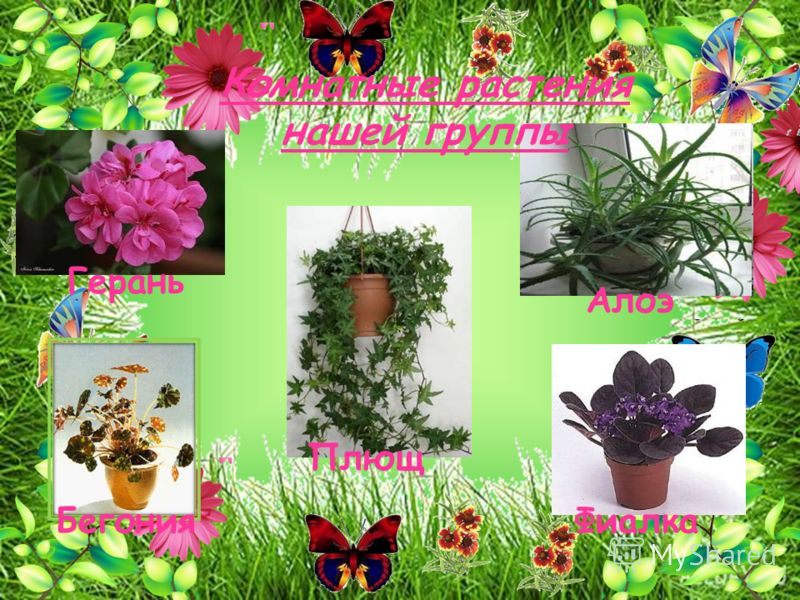 Комнатные растения
нашей группы
Герань
Алоэ
Плющ
Бегония
Фиалка
MyShared